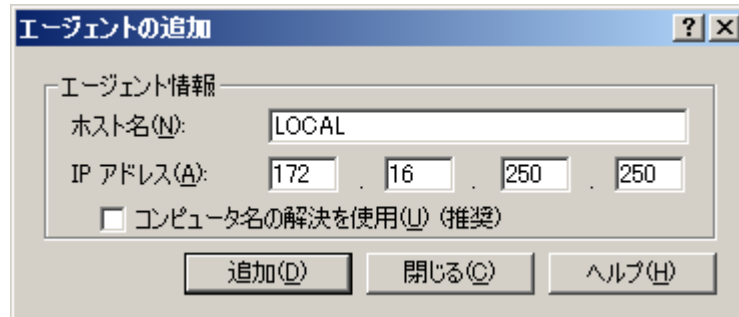 エージェントの追加
エージェント情報
ホスト名(N): LOCAL
IP アドレス(A): 172 . 16 . 250 . 250
コンピュータ名の解決を使用(U) (推奨)
追加(D) 閉じる(C) ヘルプ(H)